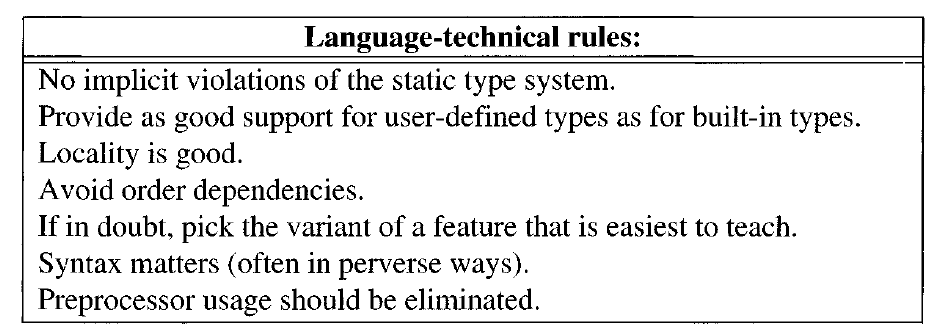 Language-technical rules:
No implicit violations of the static type system.
Provide as good support for user-defined types as for built-in types.
Locality is good.
Avoid order dependencies.
If in doubt, pick the variant of a feature that is easiest to teach.
Syntax matters (often in perverse ways).
Preprocessor usage should be eliminated.